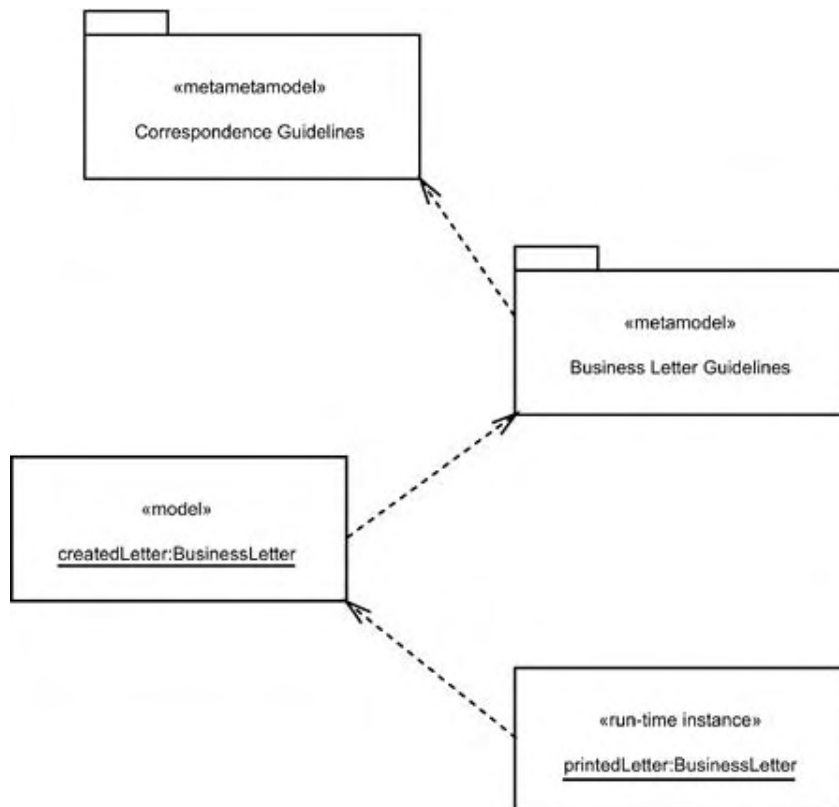 «metametamodel»
Correspondence Guidelines
«metamodel»
Business Letter Guidelines
«model»
createdLetter:BusinessLetter
«run-time instance»
printedLetter:BusinessLetter